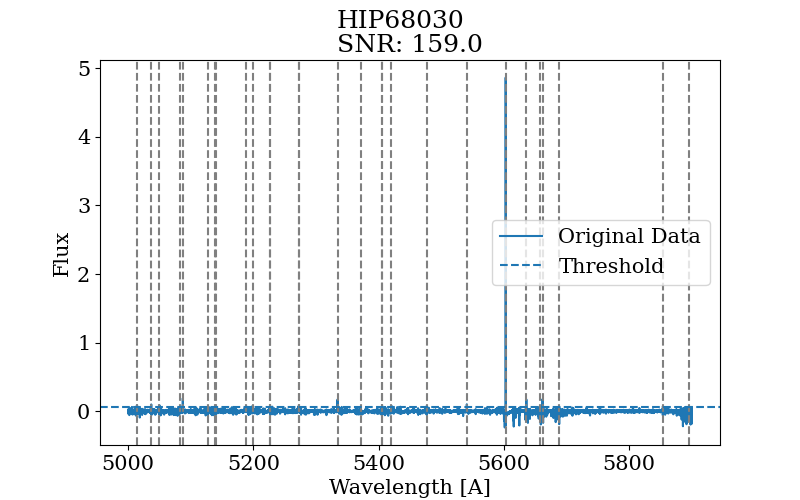 HIP68030
SNR: 159.0
5
4
3
2
1
0
Flux
Original Data
Threshold
5000 5200 5400 5600 5800
Wavelength [A]